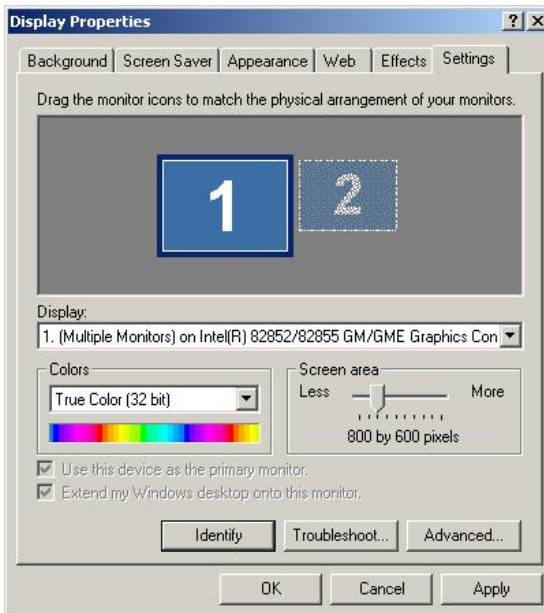 Display Properties
Background Screen Saver Appearance Web Effects Settings
Drag the monitor icons to match the physical arrangement of your monitors.
1 2
Display:
1. (Multiple Monitors) on Intel(R) 82852/82855 GM/GME Graphics Con
Colors
True Color (32 bit)
Screen area
Less More
800 by 600 pixels
Use this device as the primary monitor.
Extend my Windows desktop onto this monitor.
Identify Troubleshoot... Advanced...
OK Cancel Apply